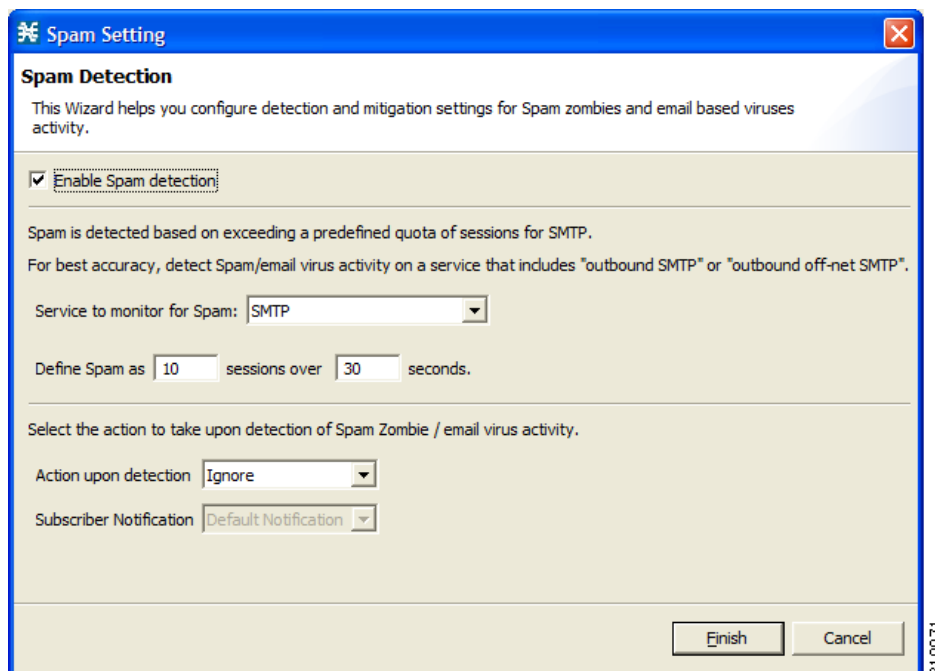 Spam Setting
Spam Detection
This Wizard helps you configure detection and mitigation settings for Spam zombies and email based viruses
activity.
Enable Spam detection
Spam is detected based on exceeding a predefined quota of sessions for SMTP.
For best accuracy, detect Spam/email virus activity on a service that includes "outbound SMTP" or "outbound off-net SMTP".
Service to monitor for Spam: SMTP
Define Spam as 10 sessions over 30 seconds.
Select the action to take upon detection of Spam Zombie / email virus activity.
Action upon detection Ignore
Subscriber Notification Default Notification
Finish Cancel